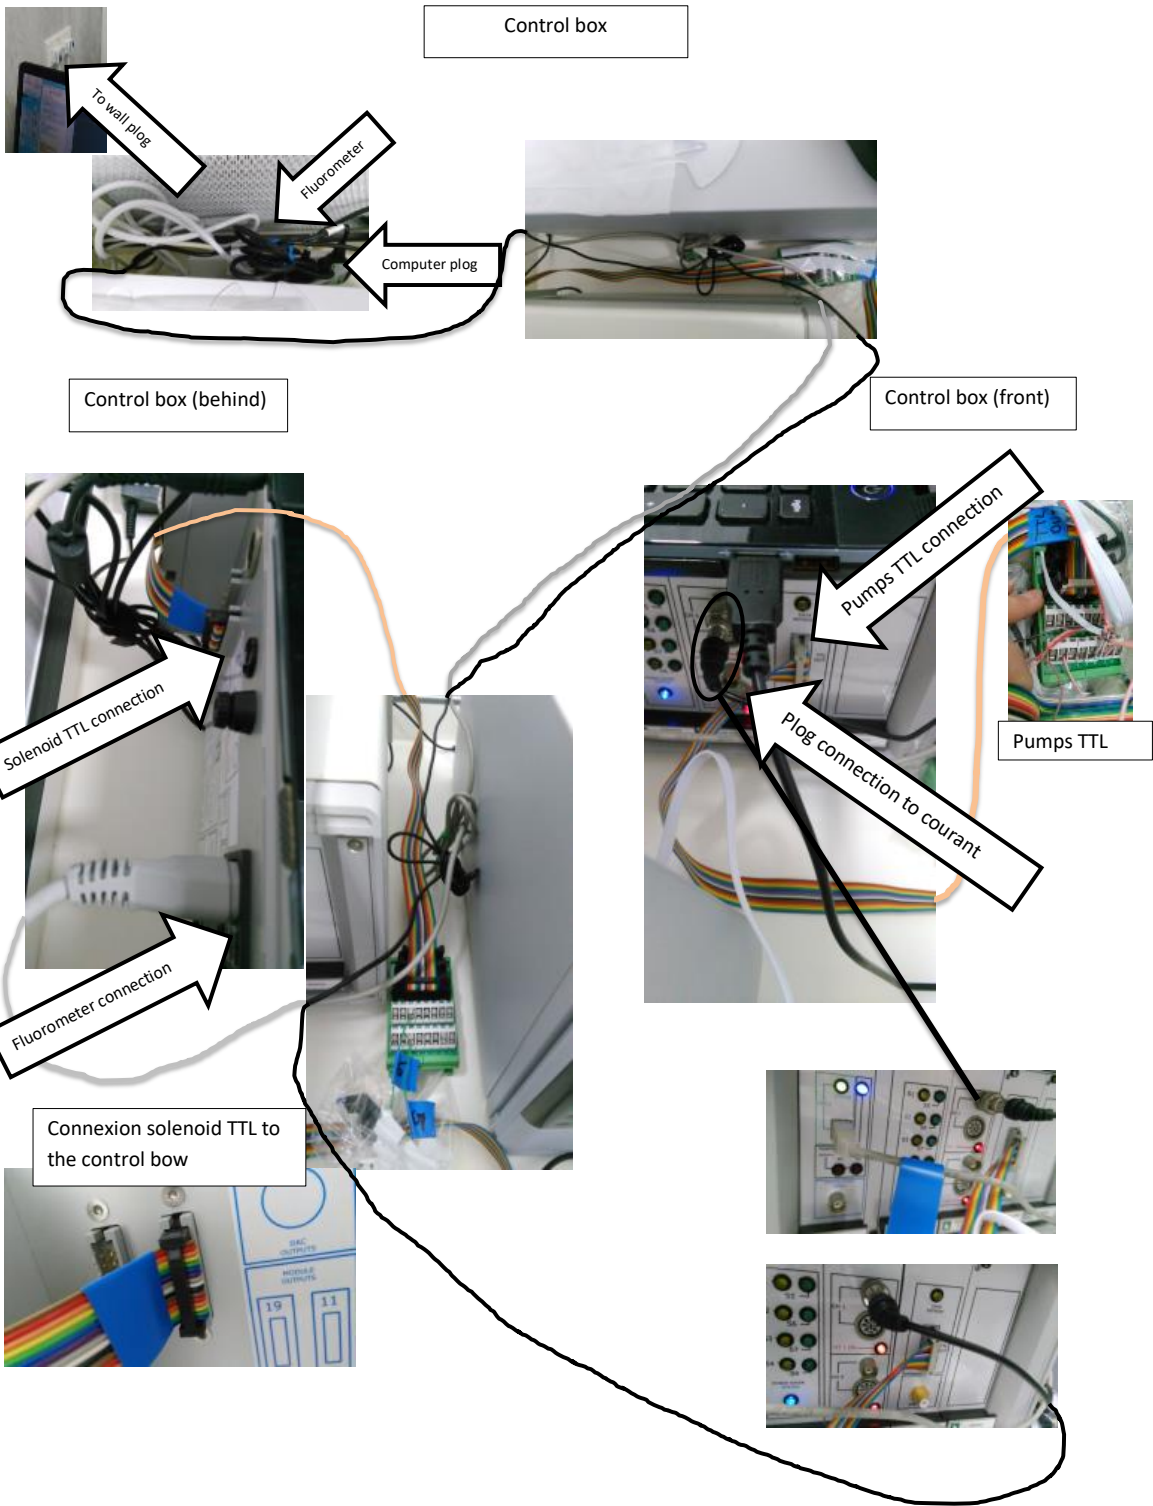 Control box
To wall plog
Fluorometer
Computer plog
Control box (behind)
Control box (front)
Pumps TTL connection
Solenoid TTL connection
Plog connection to courant
Pumps TTL
Fluorometer connection
Connexion solenoid TTL to
the control bow
DAC
OUTPUTS
MODULE
OUTPUTS
19
11